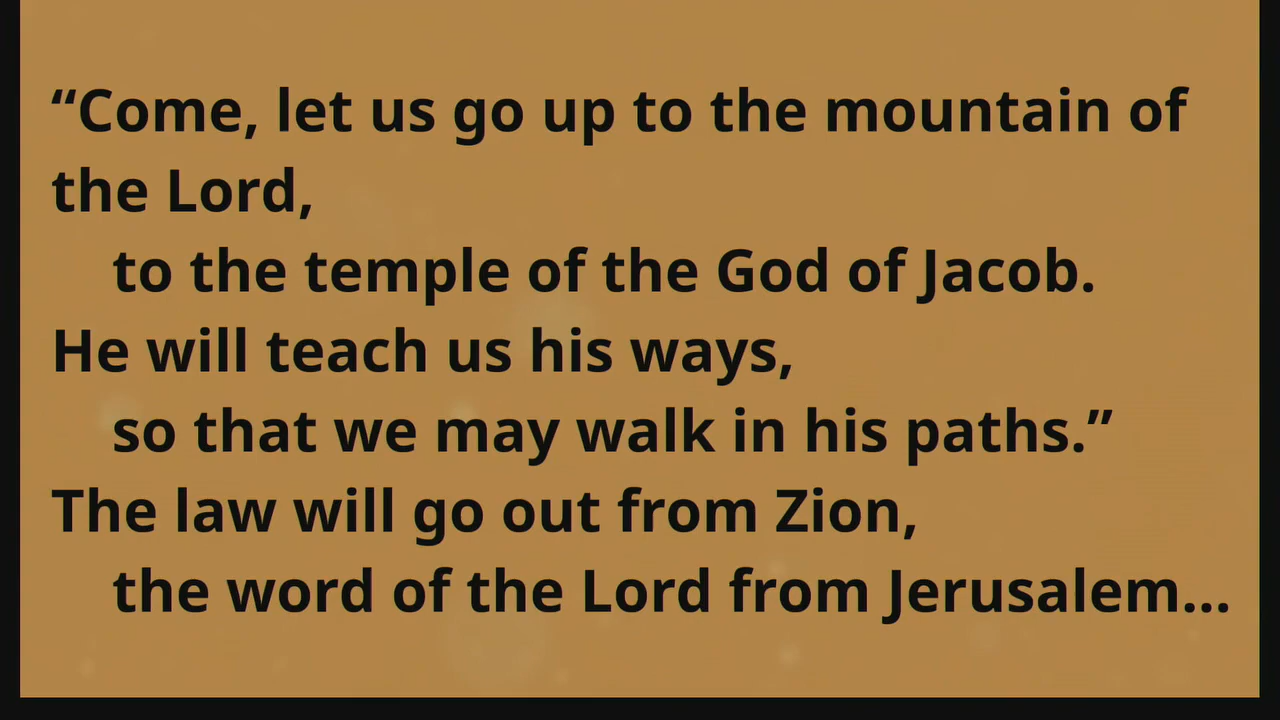 “Come, let us go up to the mountain of
the Lord,
to the temple of the God of Jacob.
He will teach us his ways,
so that we may walk in his paths.”
The law will go out from Zion,
the word of the Lord from Jerusalem…